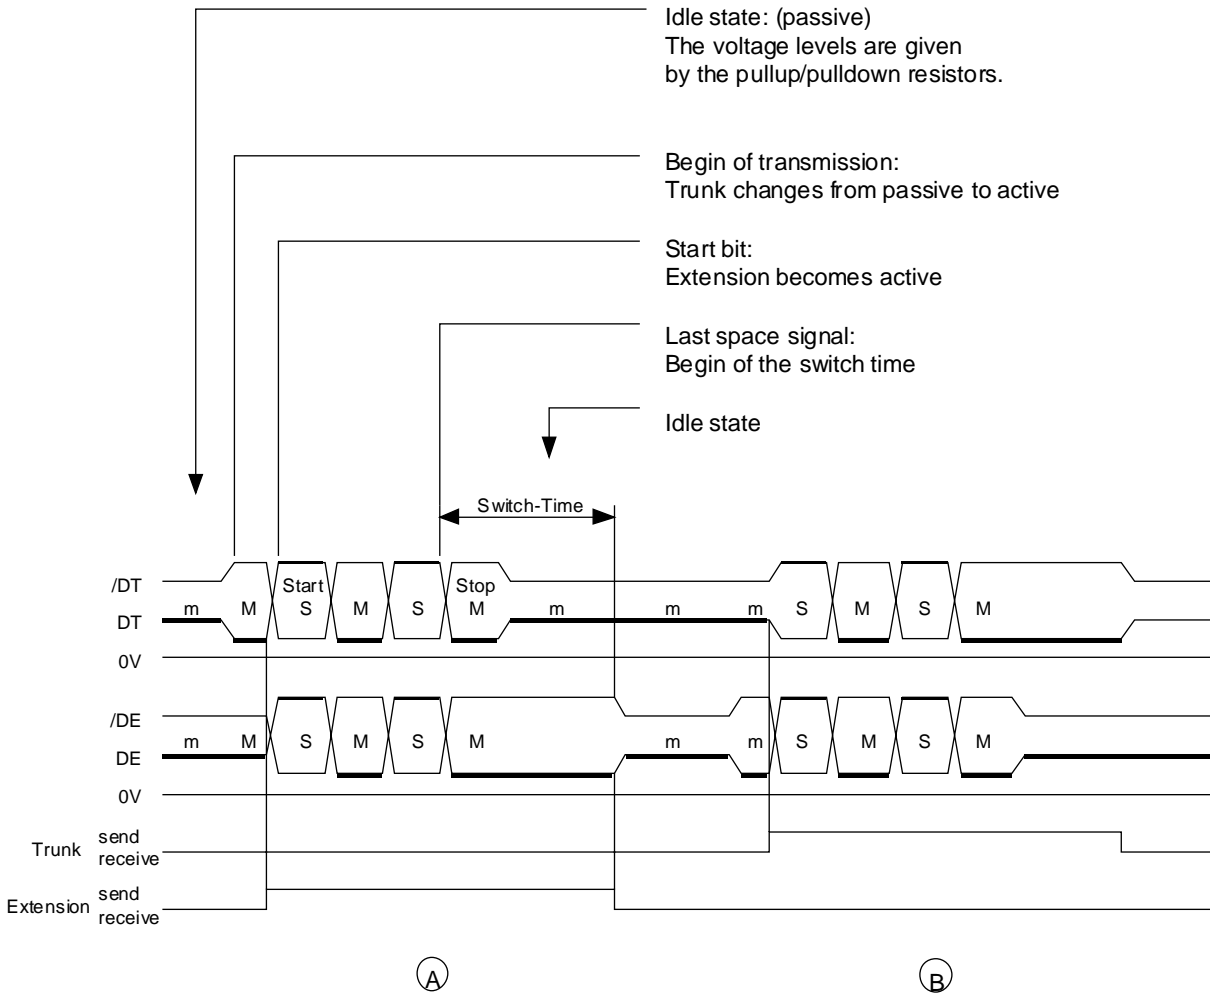 Idle state: (passive)
The voltage levels are given
by the pullup/pulldown resistors.
Begin of transmission:
Trunk changes from passive to active
Start bit:
Extension becomes active
Last space signal:
Begin of the switch time
Idle state
Switch-Time
/DT Start Stop
m M S M S M m m m S M S M
DT
0V
/DE
m M S M S M m m S M S M
DE
0V
Trunk send
receive
Extension send
receive
A B